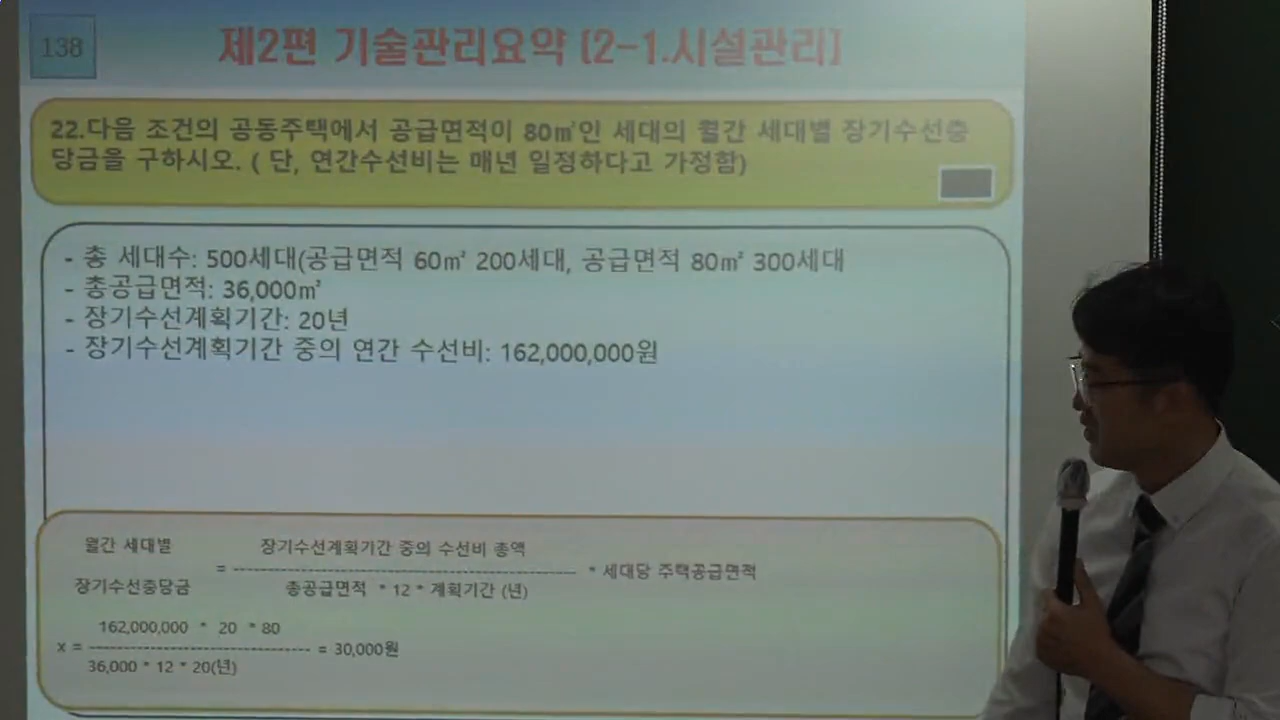 138
제2편 기술관리요약 [2-1.시설관리]
22.다음 조건의 공동주택에서 공급면적이 80㎡인 세대의 월간 세대별 장기수선충
당금을 구하시오. ( 단, 연간수선비는 매년 일정하다고 가정함)
- 총 세대수: 500세대(공급면적 60㎡ 200세대, 공급면적 80㎡ 300세대
- 총공급면적: 36,000㎡
- 장기수선계획기간: 20년
- 장기수선계획기간 중의 연간 수선비: 162,000,000원
월간 세대별 장기수선계획기간 중의 수선비 총액
= ---------------------------------------- * 세대당 주택공급면적
장기수선충당금 총공급면적 * 12 * 계획기간 (년)
162,000,000 * 20 * 80
x = -------------------------------- = 30,000원
36,000 * 12 * 20(년)